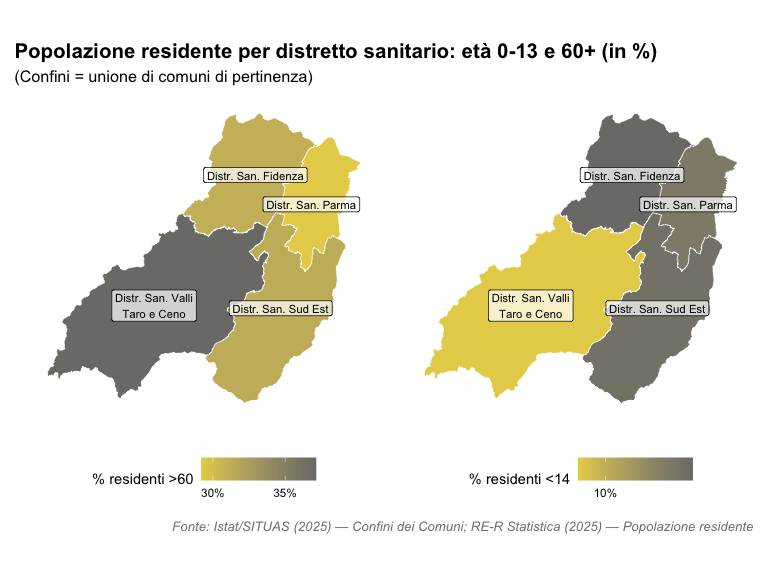 Popolazione residente per distretto sanitario: età 0-13 e 60+ (in %)
(Confini = unione di comuni di pertinenza)
Distr. San. Fidenza
Distr. San. Parma
Distr. San. Valli
Taro e Ceno
Distr. San. Sud Est
Distr. San. Fidenza
Distr. San. Parma
Distr. San. Valli
Taro e Ceno
Distr. San. Sud Est
% residenti >60
30%
35%
% residenti <14
10%
Fonte: Istat/SITUAS (2025) — Confini dei Comuni; RE-R Statistica (2025) — Popolazione residente